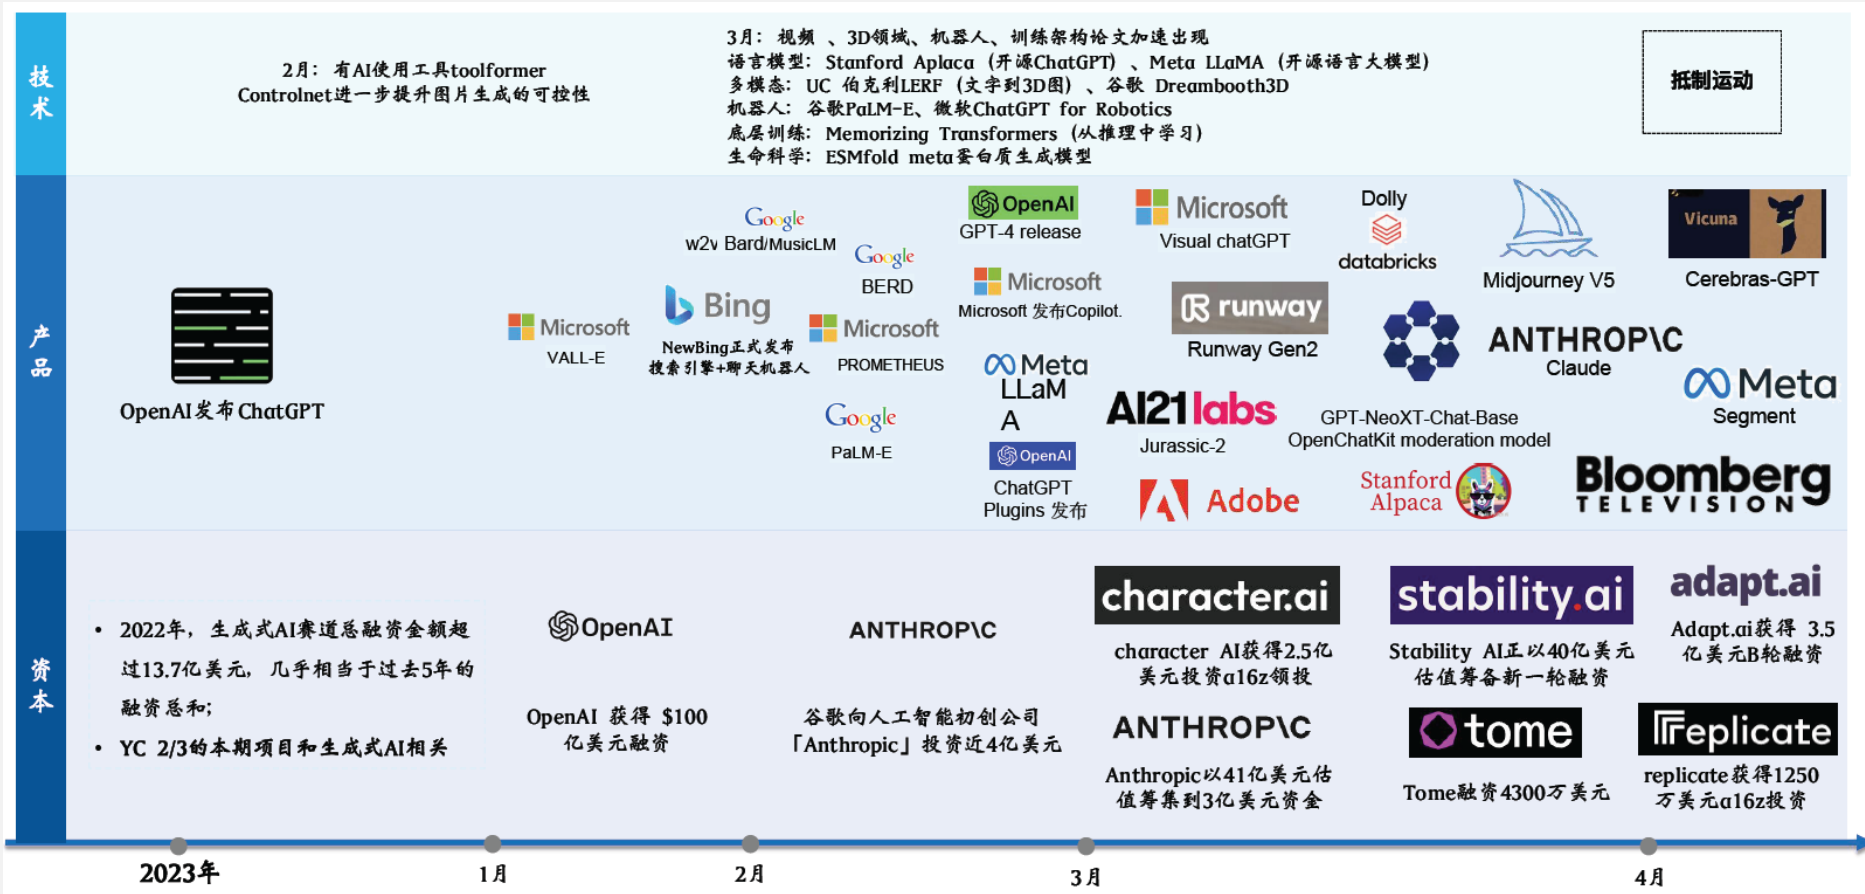 技
术
2月：有AI使用工具toolformer
Controlnet进一步提升图片生成的可控性
3月：视频 、3D领域、机器人、训练架构论文加速出现
语言模型：Stanford Aplaca（开源ChatGPT）、Meta LLaMA（开源语言大模型）
多模态：UC 伯克利LERF（文字到3D图）、谷歌 Dreambooth3D
机器人：谷歌PaLM-E、微软ChatGPT for Robotics
底层训练：Memorizing Transformers（从推理中学习）
生命科学：ESMfold meta蛋白质生成模型
抵制运动
产
品
OpenAI发布ChatGPT
Microsoft
VALL-E
Google
w2v Bard/MusicLM
Bing
NewBing正式发布
搜索引擎+聊天机器人
Google
BERD
Microsoft
PROMETHEUS
Google
PaLM-E
OpenAI
GPT-4 release
Microsoft
Microsoft 发布Copilot.
Meta
LLaM
A
OpenAI
ChatGPT
Plugins 发布
Microsoft
Visual chatGPT
runway
Runway Gen2
AI21labs
Jurassic-2
Adobe
Dolly
databricks
GPT-NeoXT-Chat-Base
OpenChatKit moderation model
Stanford
Alpaca
Midjourney V5
ANTHROP\C
Claude
Vicuna
Cerebras-GPT
Meta
Segment
Bloomberg
TELEVISION
资
本
• 2022年，生成式AI赛道总融资金额超
过13.7亿美元，几乎相当于过去5年的
融资总和；
• YC 2/3的本期项目和生成式AI相关
OpenAI
OpenAI 获得 $100
亿美元融资
ANTHROP\C
谷歌向人工智能初创公司
「Anthropic」投资近4亿美元
character.ai
character AI获得2.5亿
美元投资a16z领投
ANTHROP\C
Anthropic以41亿美元估
值筹集到3亿美元资金
stability.ai
Stability AI正以40亿美元
估值筹备新一轮融资
tome
Tome融资4300万美元
adapt.ai
Adapt.ai获得 3.5
亿美元B轮融资
replicate
replicate获得1250
万美元a16z投资
2023年
1月
2月
3月
4月